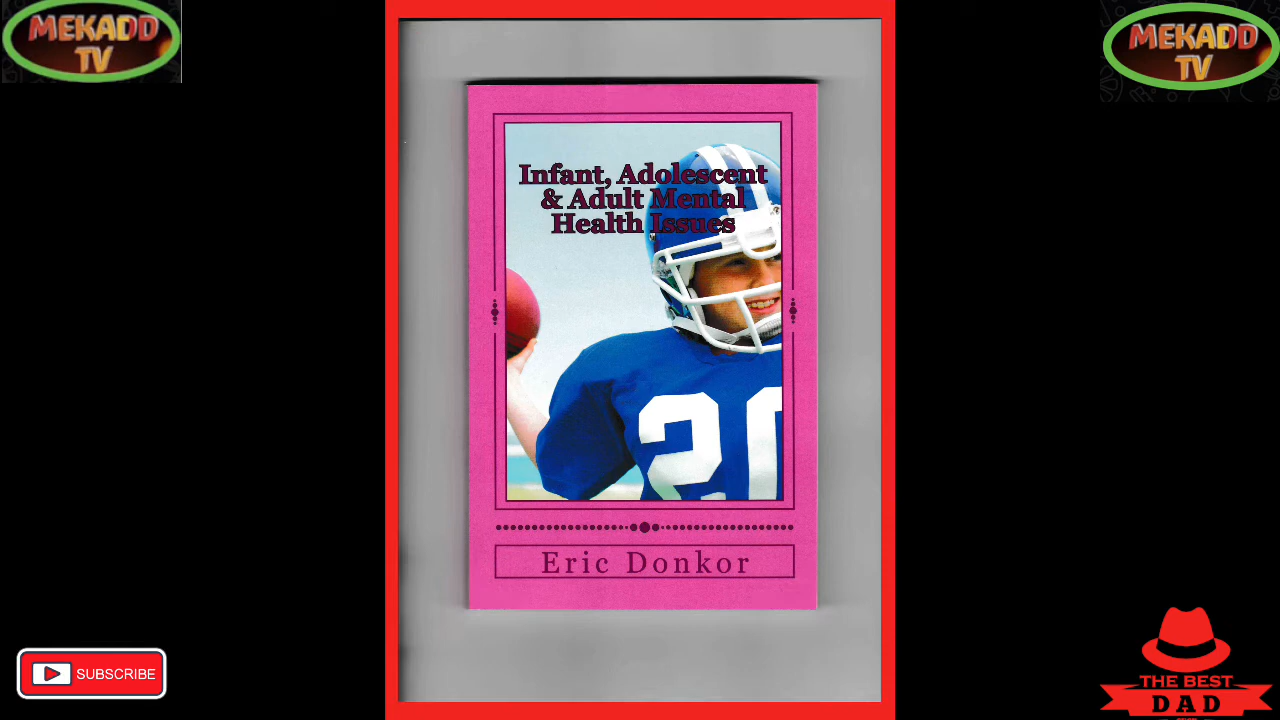 MEKADD
TV
MEKADD
TV
Infant, Adolescent
& Adult Mental
Health Issues
20
Eric Donkor
SUBSCRIBE
THE BEST
DAD